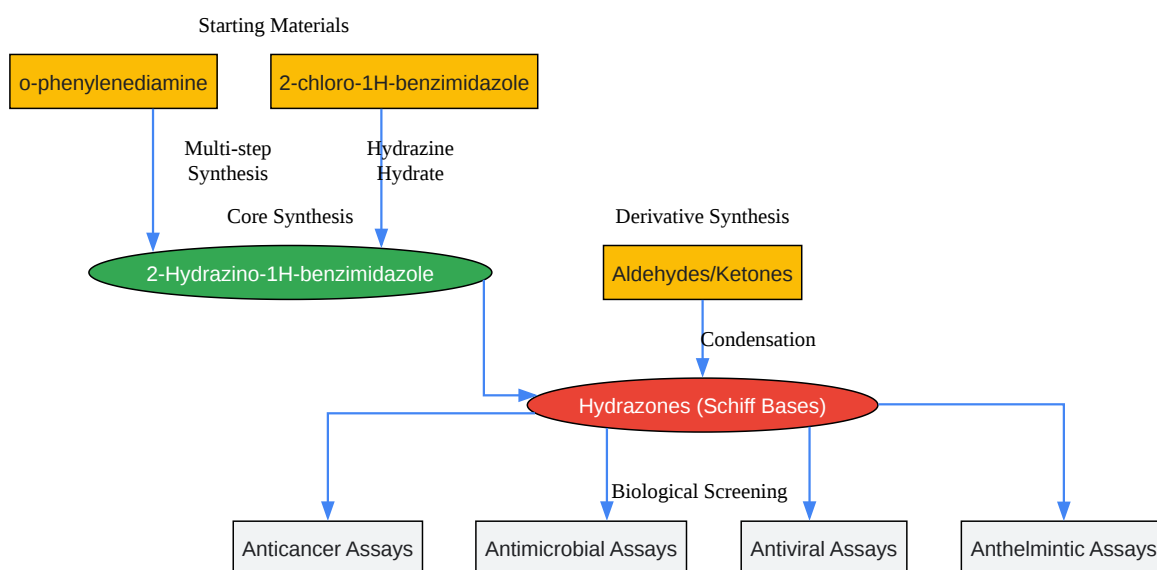 Starting Materials
o-phenylenediamine
2-chloro-1H-benzimidazole
Multi-step
Synthesis
Hydrazine
Hydrate
Core Synthesis
Derivative Synthesis
2-Hydrazino-1H-benzimidazole
Aldehydes/Ketones
Condensation
Hydrazones (Schiff Bases)
Biological Screening
Anticancer Assays
Antimicrobial Assays
Antiviral Assays
Anthelmintic Assays